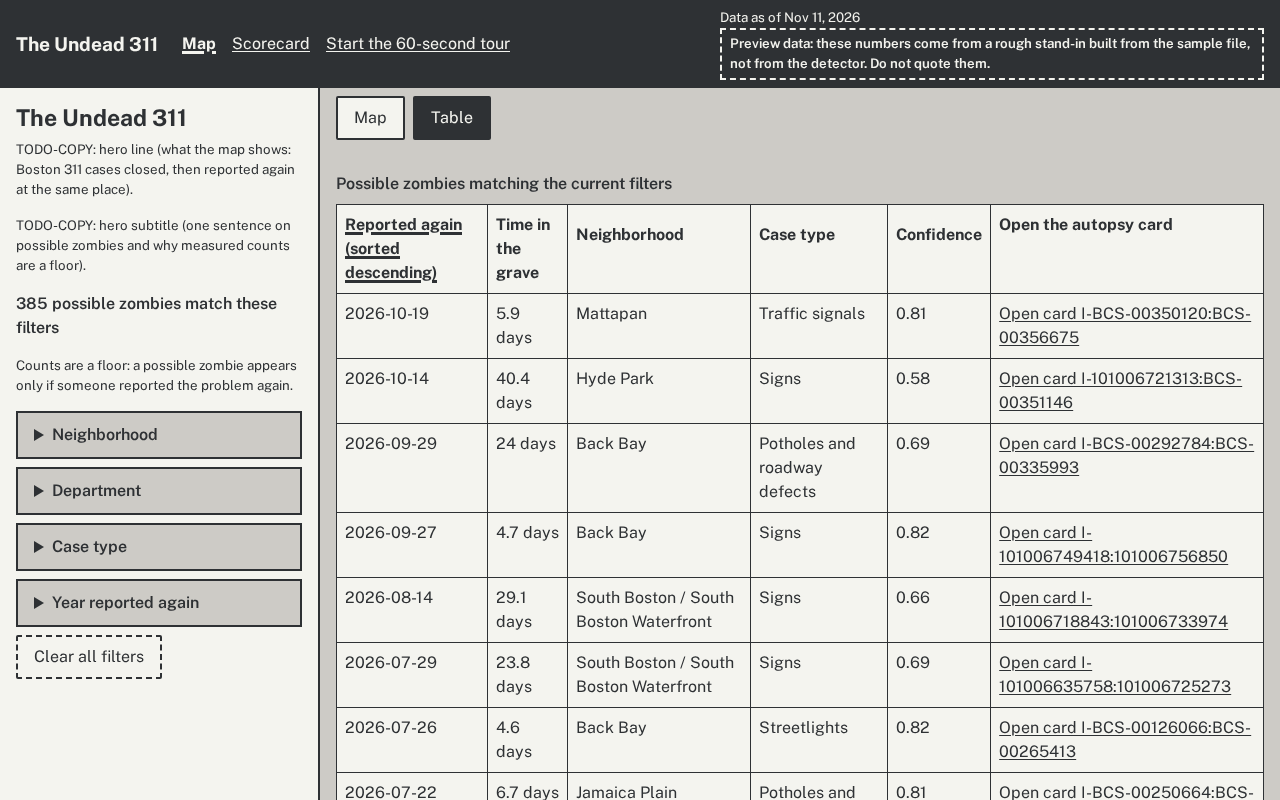 The Undead 311
Map
Scorecard
Start the 60-second tour
Data as of Nov 11, 2026
Preview data: these numbers come from a rough stand-in built from the sample file,
not from the detector. Do not quote them.
The Undead 311
TODO-COPY: hero line (what the map shows:
Boston 311 cases closed, then reported again
at the same place).
TODO-COPY: hero subtitle (one sentence on
possible zombies and why measured counts
are a floor).
385 possible zombies match these
filters
Counts are a floor: a possible zombie appears
only if someone reported the problem again.
▶ Neighborhood
▶ Department
▶ Case type
▶ Year reported again
Clear all filters
Map
Table
Possible zombies matching the current filters
Reported again
(sorted
descending)
Time in
the
grave
Neighborhood
Case type
Confidence
Open the autopsy card
2026-10-19
5.9
days
Mattapan
Traffic signals
0.81
Open card I-BCS-00350120:BCS-
00356675
2026-10-14
40.4
days
Hyde Park
Signs
0.58
Open card I-101006721313:BCS-
00351146
2026-09-29
24 days
Back Bay
Potholes and
roadway
defects
0.69
Open card I-BCS-00292784:BCS-
00335993
2026-09-27
4.7 days
Back Bay
Signs
0.82
Open card I-
101006749418:101006756850
2026-08-14
29.1
days
South Boston / South
Boston Waterfront
Signs
0.66
Open card I-
101006718843:101006733974
2026-07-29
23.8
days
South Boston / South
Boston Waterfront
Signs
0.69
Open card I-
101006635758:101006725273
2026-07-26
4.6
days
Back Bay
Streetlights
0.82
Open card I-BCS-00126066:BCS-
00265413
2026-07-22
6.7 days
Jamaica Plain
Potholes and
0.81
Open card I-BCS-00250664:BCS-